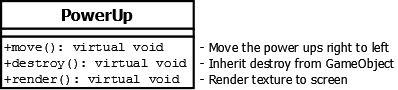 PowerUp
+move(): virtual void - Move the power ups right to left
+destroy(): virtual void - Inherit destroy from GameObject
+render(): virtual void - Render texture to screen